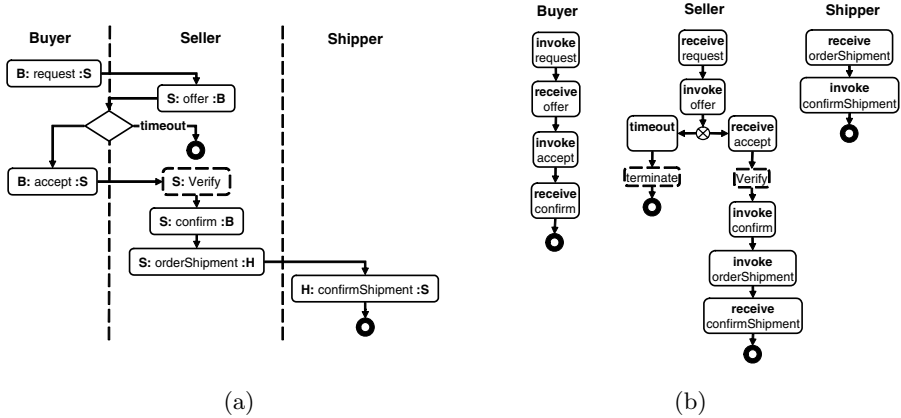 Buyer
Seller
Shipper
B: request :S
S: offer :B
timeout
B: accept :S
S: Verify
S: confirm :B
S: orderShipment :H
H: confirmShipment :S
(a)
Buyer
Seller
Shipper
invoke
request
receive
offer
invoke
accept
receive
confirm
receive
request
invoke
offer
timeout
receive
accept
terminate
Verify
invoke
confirm
invoke
orderShipment
receive
confirmShipment
receive
orderShipment
invoke
confirmShipment
(b)